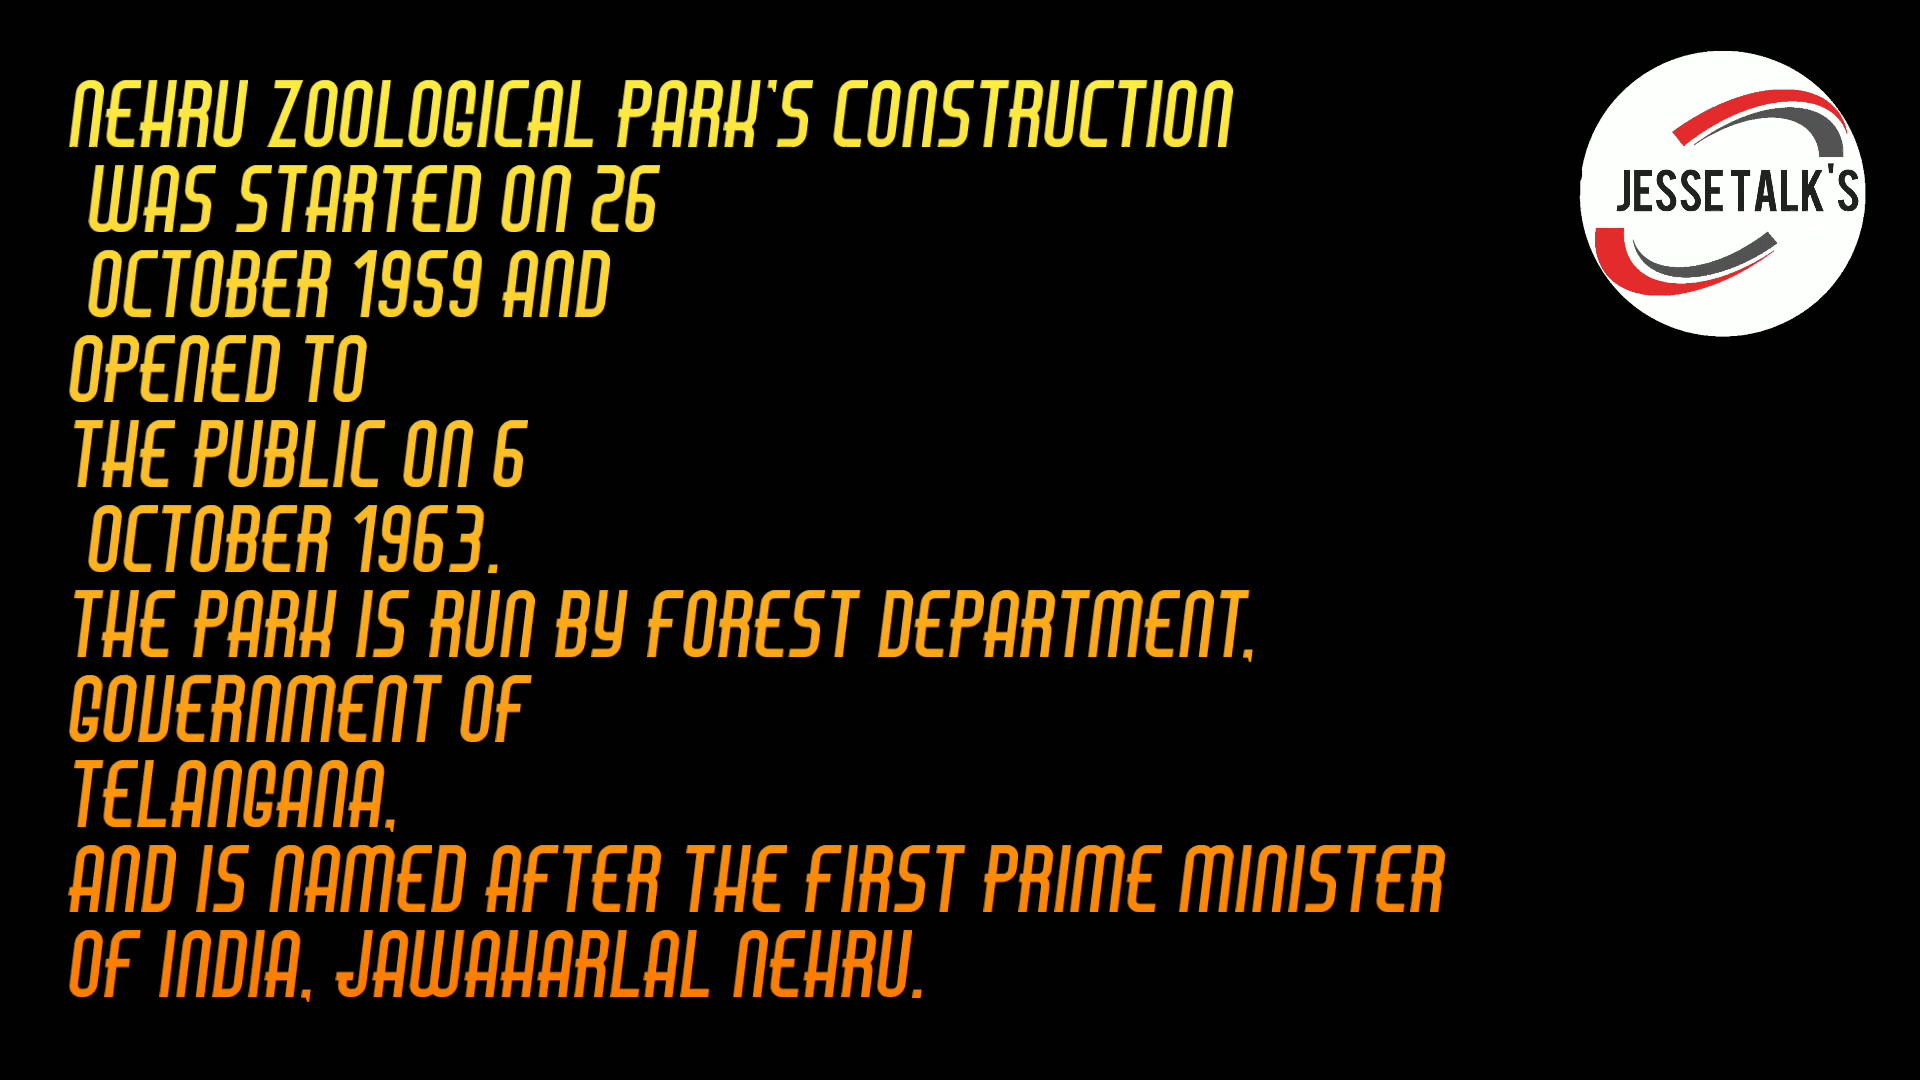 NEHRU ZOOLOGICAL PARK'S CONSTRUCTION
WAS STARTED ON 26
OCTOBER 1959 AND
OPENED TO
THE PUBLIC ON 6
OCTOBER 1963.
THE PARK IS RUN BY FOREST DEPARTMENT,
GOVERNMENT OF
TELANGANA,
AND IS NAMED AFTER THE FIRST PRIME MINISTER
OF INDIA, JAWAHARLAL NEHRU.
JESSE TALK'S